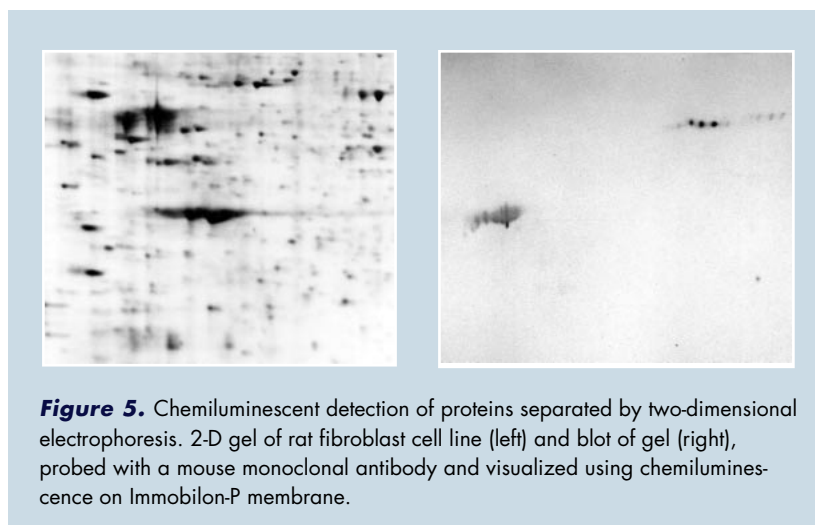 Figure 5. Chemiluminescent detection of proteins separated by two-dimensional
electrophoresis. 2-D gel of rat fibroblast cell line (left) and blot of gel (right),
probed with a mouse monoclonal antibody and visualized using chemilumines-
cence on Immobilon-P membrane.